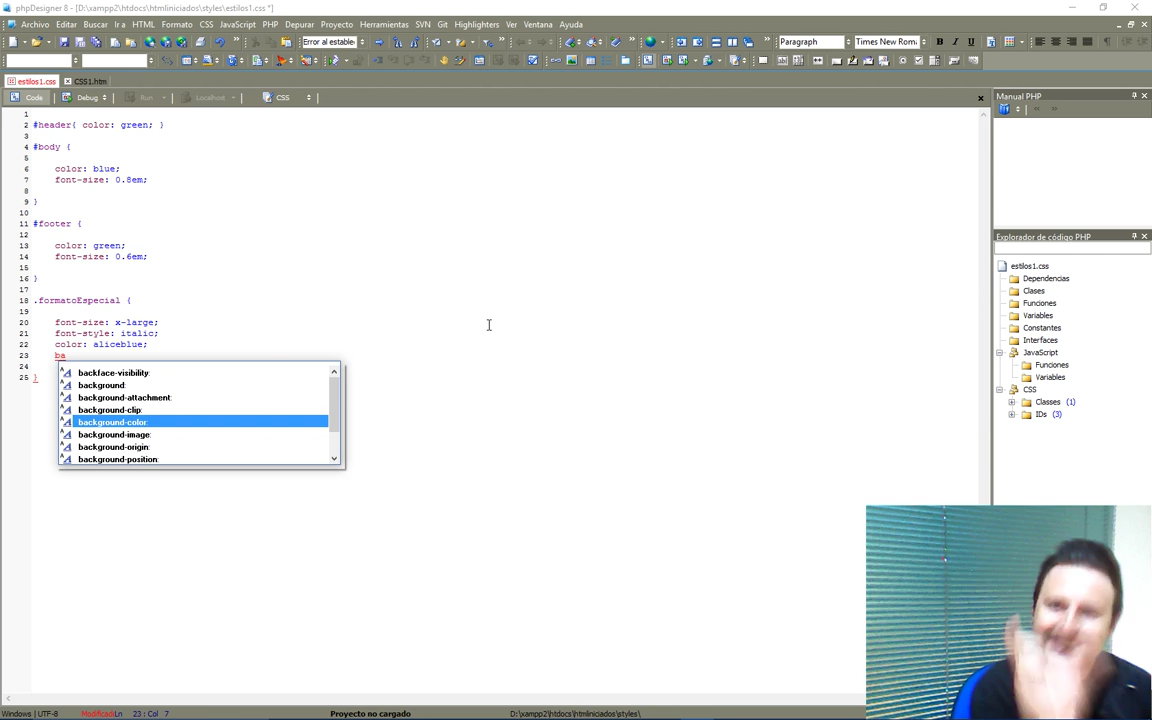 phpDesigner 8 - [D:\xampp2\htdocs\htmliniciados\styles\estilos1.css *]
Archivo Editar Buscar Ir a HTML Formato CSS JavaScript PHP Depurar Proyecto Herramientas SVN Git Highlighters Ver Ventana Ayuda
Error al estable Paragraph Times New Rom B I U
estilos1.css CSS1.htm
Code Debug Run Localhost CSS
Manual PHP
1
2 #header{ color: green; }
3
4 #body {
5
6 color: blue;
7 font-size: 0.8em;
8
9 }
10
11 #footer {
12
13 color: green;
14 font-size: 0.6em;
15
16 }
17
18 .formatoEspecial {
19
20 font-size: x-large;
21 font-style: italic;
22 color: aliceblue;
23 ba
24
25 }
backface-visibility:
background:
background-attachment:
background-clip:
background-color:
background-image:
background-origin:
background-position:
Explorador de código PHP
estilos1.css
Dependencias
Clases
Funciones
Variables
Constantes
Interfaces
JavaScript
Funciones
Variables
CSS
Classes (1)
IDs (3)
Windows UTF-8 Modificado Ln 23 : Col 7 Proyecto no cargado D:\xampp2\htdocs\htmliniciados\styles\